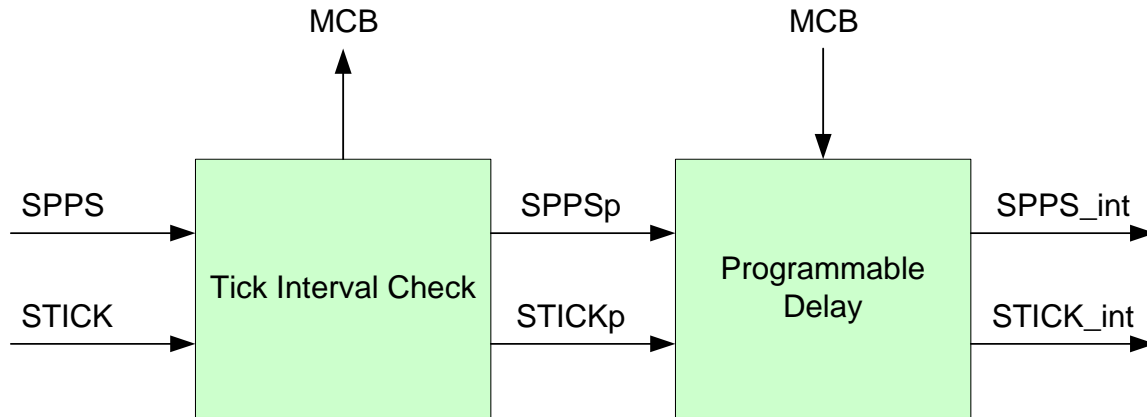 MCB
MCB
SPPS
SPPSp
SPPS_int
Tick Interval Check
Programmable
Delay
STICK
STICKp
STICK_int